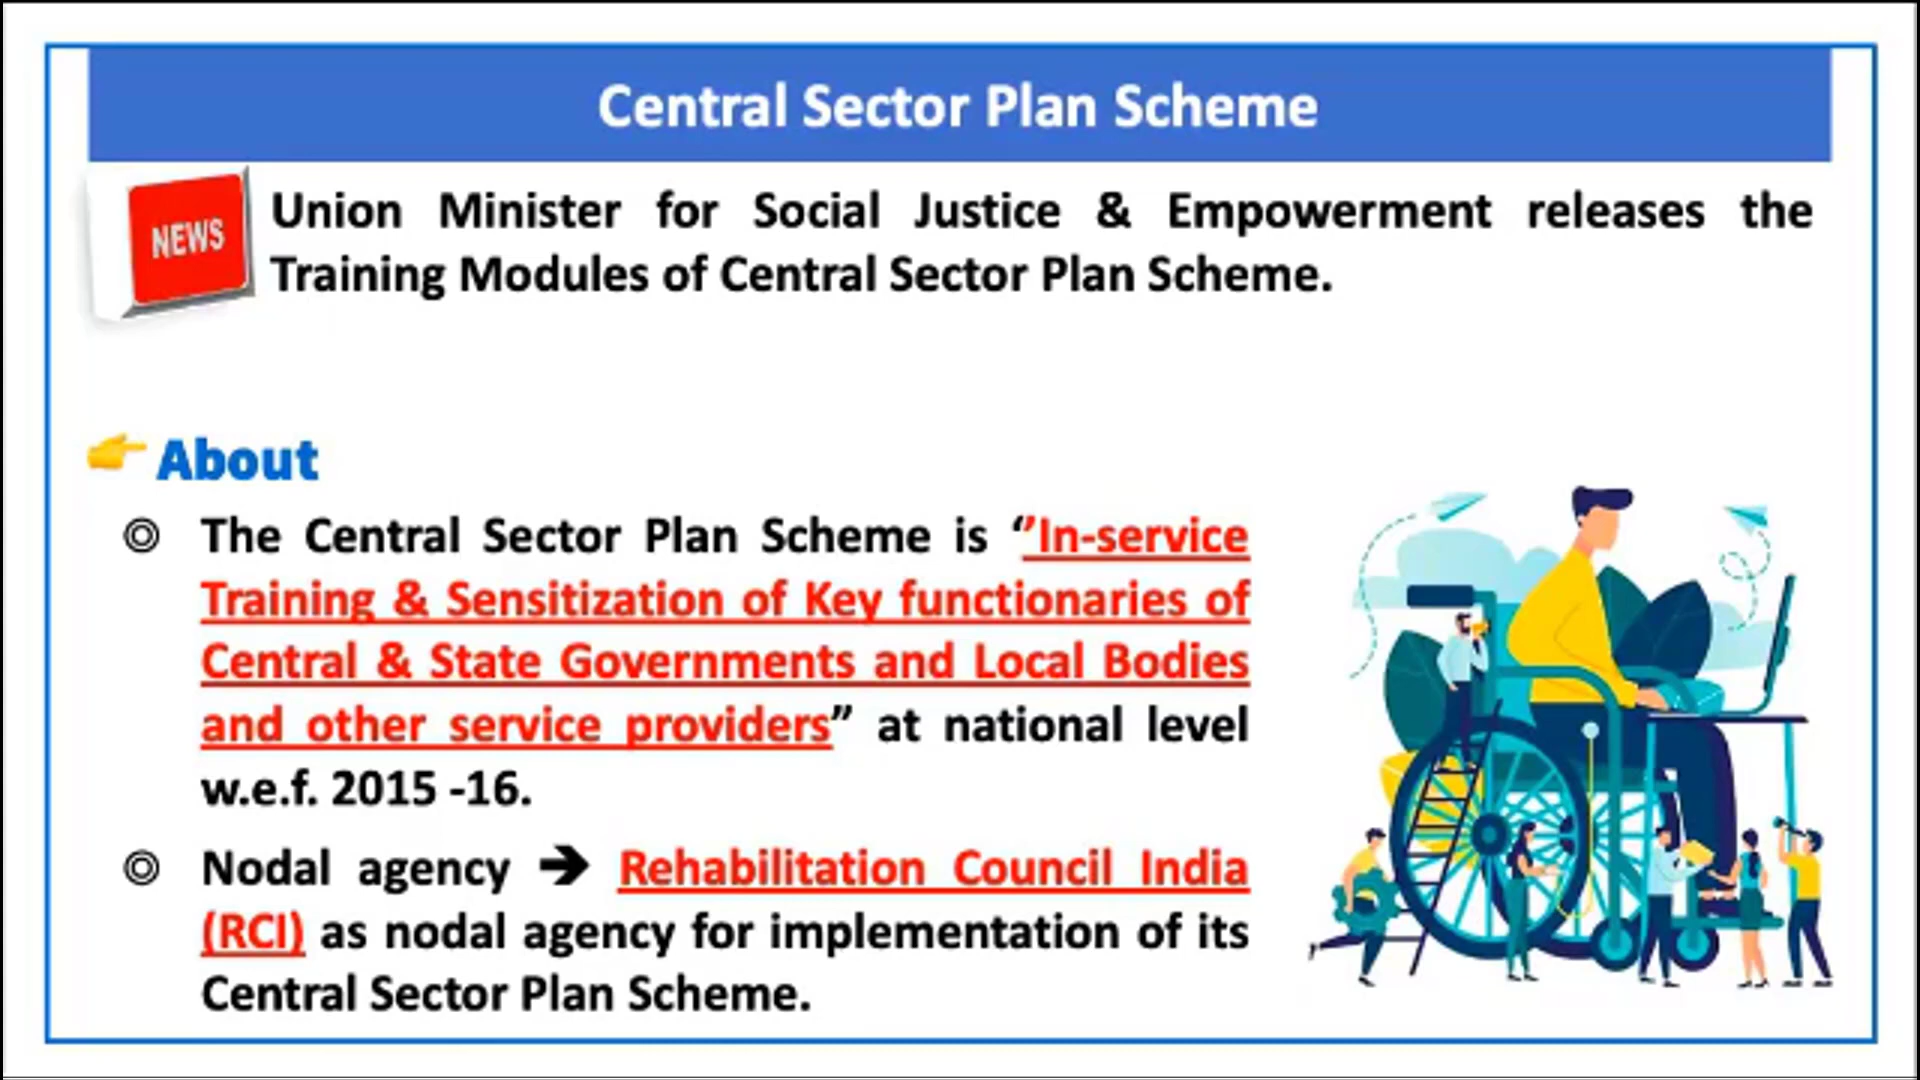 Central Sector Plan Scheme
NEWS
Union Minister for Social Justice & Empowerment releases the
Training Modules of Central Sector Plan Scheme.
About
The Central Sector Plan Scheme is “’In-service
Training & Sensitization of Key functionaries of
Central & State Governments and Local Bodies
and other service providers” at national level
w.e.f. 2015 -16.
Nodal agency ➔ Rehabilitation Council India
(RCI) as nodal agency for implementation of its
Central Sector Plan Scheme.